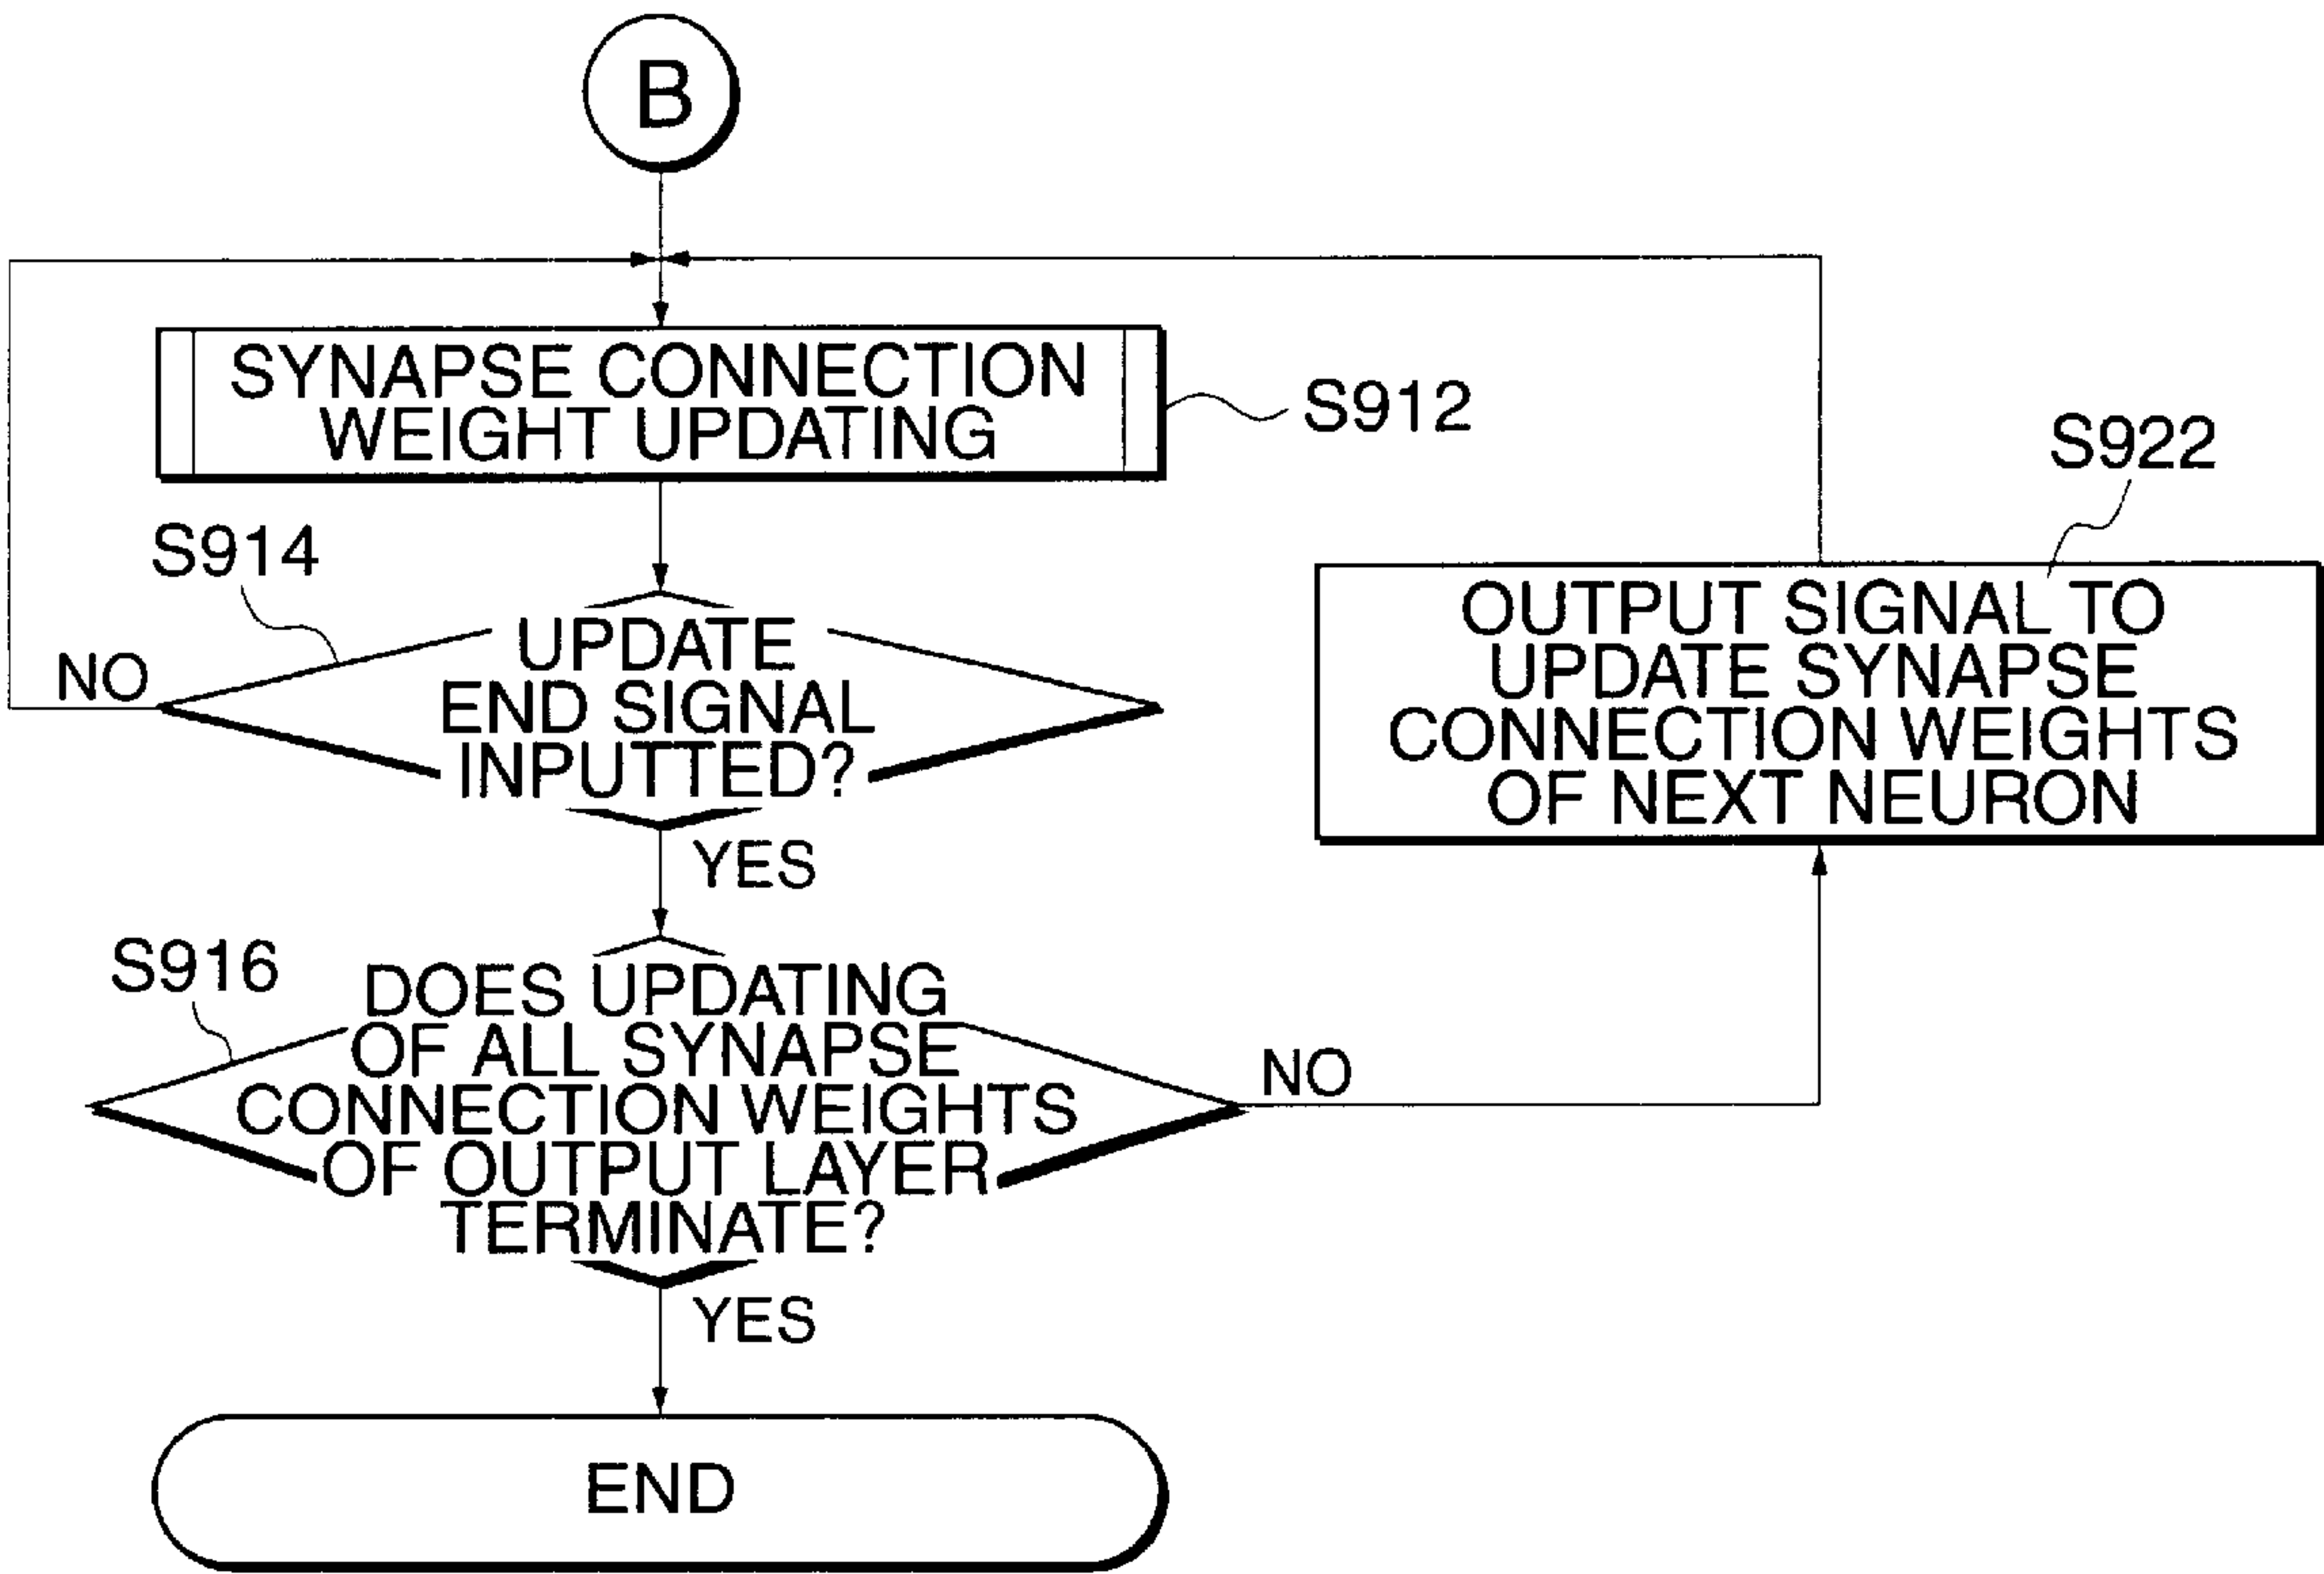 B
SYNAPSE CONNECTION
WEIGHT UPDATING
S912
S922
S914
OUTPUT SIGNAL TO
UPDATE SYNAPSE
CONNECTION WEIGHTS
OF NEXT NEURON
UPDATE
END SIGNAL
INPUTTED?
NO
YES
S916
DOES UPDATING
OF ALL SYNAPSE
CONNECTION WEIGHTS
OF OUTPUT LAYER
TERMINATE?
NO
YES
END